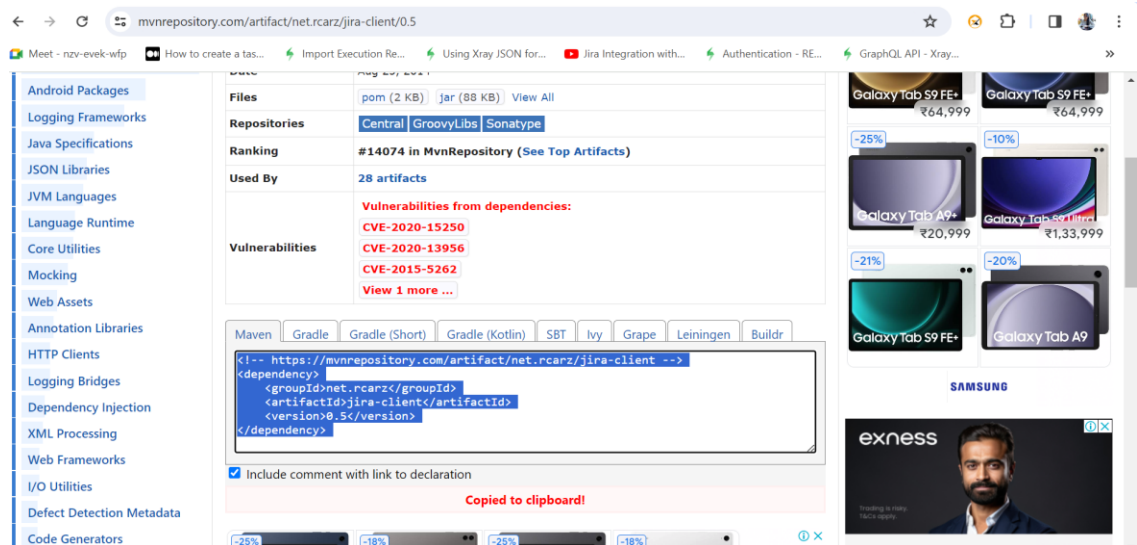 mvnrepository.com/artifact/net.rcarz/jira-client/0.5
Meet - nzv-evek-wfp
How to create a tas...
Import Execution Re...
Using Xray JSON for...
Jira Integration with...
Authentication - RE...
GraphQL API - Xray...
»
Android Packages
Logging Frameworks
Java Specifications
JSON Libraries
JVM Languages
Language Runtime
Core Utilities
Mocking
Web Assets
Annotation Libraries
HTTP Clients
Logging Bridges
Dependency Injection
XML Processing
Web Frameworks
I/O Utilities
Defect Detection Metadata
Code Generators
Date Aug 25, 2014
Files pom (2 KB) jar (88 KB) View All
Repositories Central GroovyLibs Sonatype
Ranking #14074 in MvnRepository (See Top Artifacts)
Used By 28 artifacts
Vulnerabilities
Vulnerabilities from dependencies:
CVE-2020-15250
CVE-2020-13956
CVE-2015-5262
View 1 more ...
Maven Gradle Gradle (Short) Gradle (Kotlin) SBT Ivy Grape Leiningen Buildr
<!-- https://mvnrepository.com/artifact/net.rcarz/jira-client -->
<dependency>
    <groupId>net.rcarz</groupId>
    <artifactId>jira-client</artifactId>
    <version>0.5</version>
</dependency>
Include comment with link to declaration
Copied to clipboard!
-25% -18% -25% -18%
Galaxy Tab S9 FE+ Galaxy Tab S9 FE+
₹64,999 ₹64,999
-25% -10%
Galaxy Tab A9+ Galaxy Tab S9 Ultra
₹20,999 ₹1,33,999
-21% -20%
Galaxy Tab S9 FE+ Galaxy Tab A9
SAMSUNG
exness
Trading is risky.
T&Cs apply.